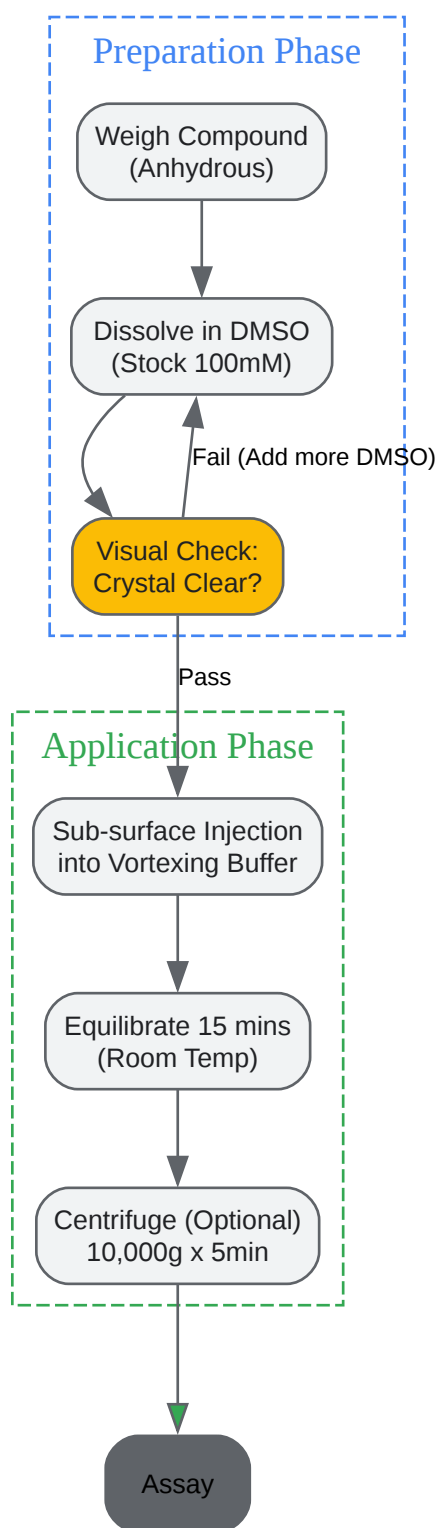 Preparation Phase
Weigh Compound
(Anhydrous)
Dissolve in DMSO
(Stock 100mM)
Fail (Add more DMSO)
Visual Check:
Crystal Clear?
Pass
Application Phase
Sub-surface Injection
into Vortexing Buffer
Equilibrate 15 mins
(Room Temp)
Centrifuge (Optional)
10,000g x 5min
Assay